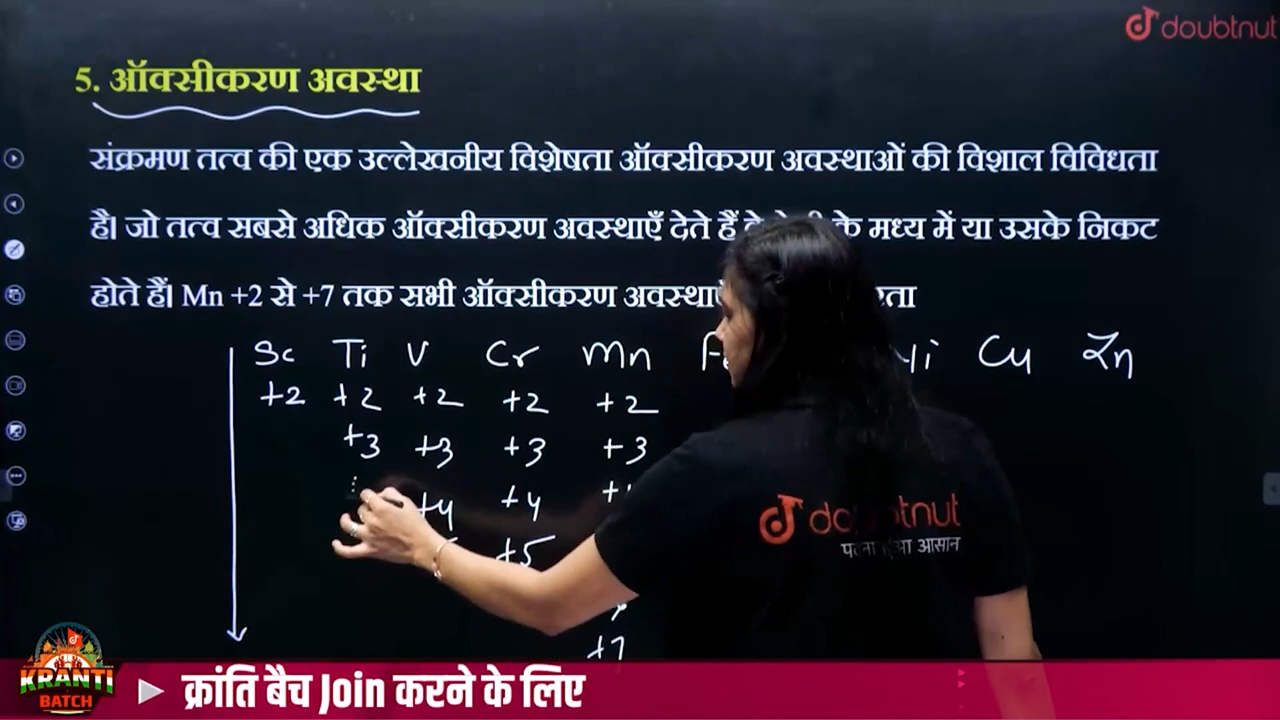 doubtnut
5. ऑक्सीकरण अवस्था
संक्रमण तत्व की एक उल्लेखनीय विशेषता ऑक्सीकरण अवस्थाओं की विशाल विविधता
है। जो तत्व सबसे अधिक ऑक्सीकरण अवस्थाएँ देते हैं के मध्य में या उसके निकट
होते हैं। Mn +2 से +7 तक सभी ऑक्सीकरण
Sc Ti V Cr Mn Cu Zn
+2 +2 +2 +2 +2
+3 +3 +3 +3
+4 +4
+5
+7
doubtnut
आसान
KRANTI
BATCH
क्रांति बैच Join करने के लिए